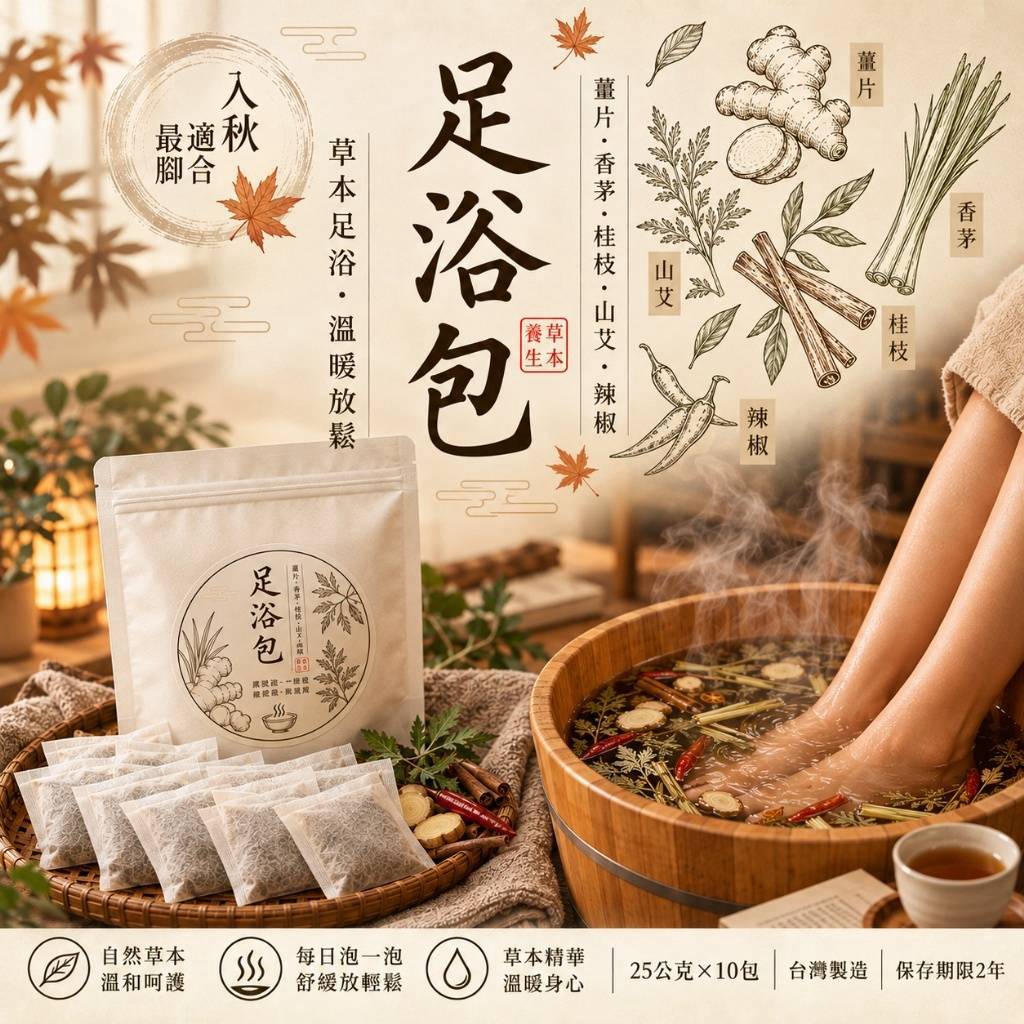 入秋
適合
最腳
草本足浴・溫暖放鬆
足浴包
草本
養生
薑片・香茅・桂枝・山艾・辣椒
薑片
香茅
山艾
桂枝
辣椒
足浴包
自然草本
溫和呵護
每日泡一泡
舒緩放輕鬆
草本精華
溫暖身心
25公克×10包
台灣製造
保存期限2年